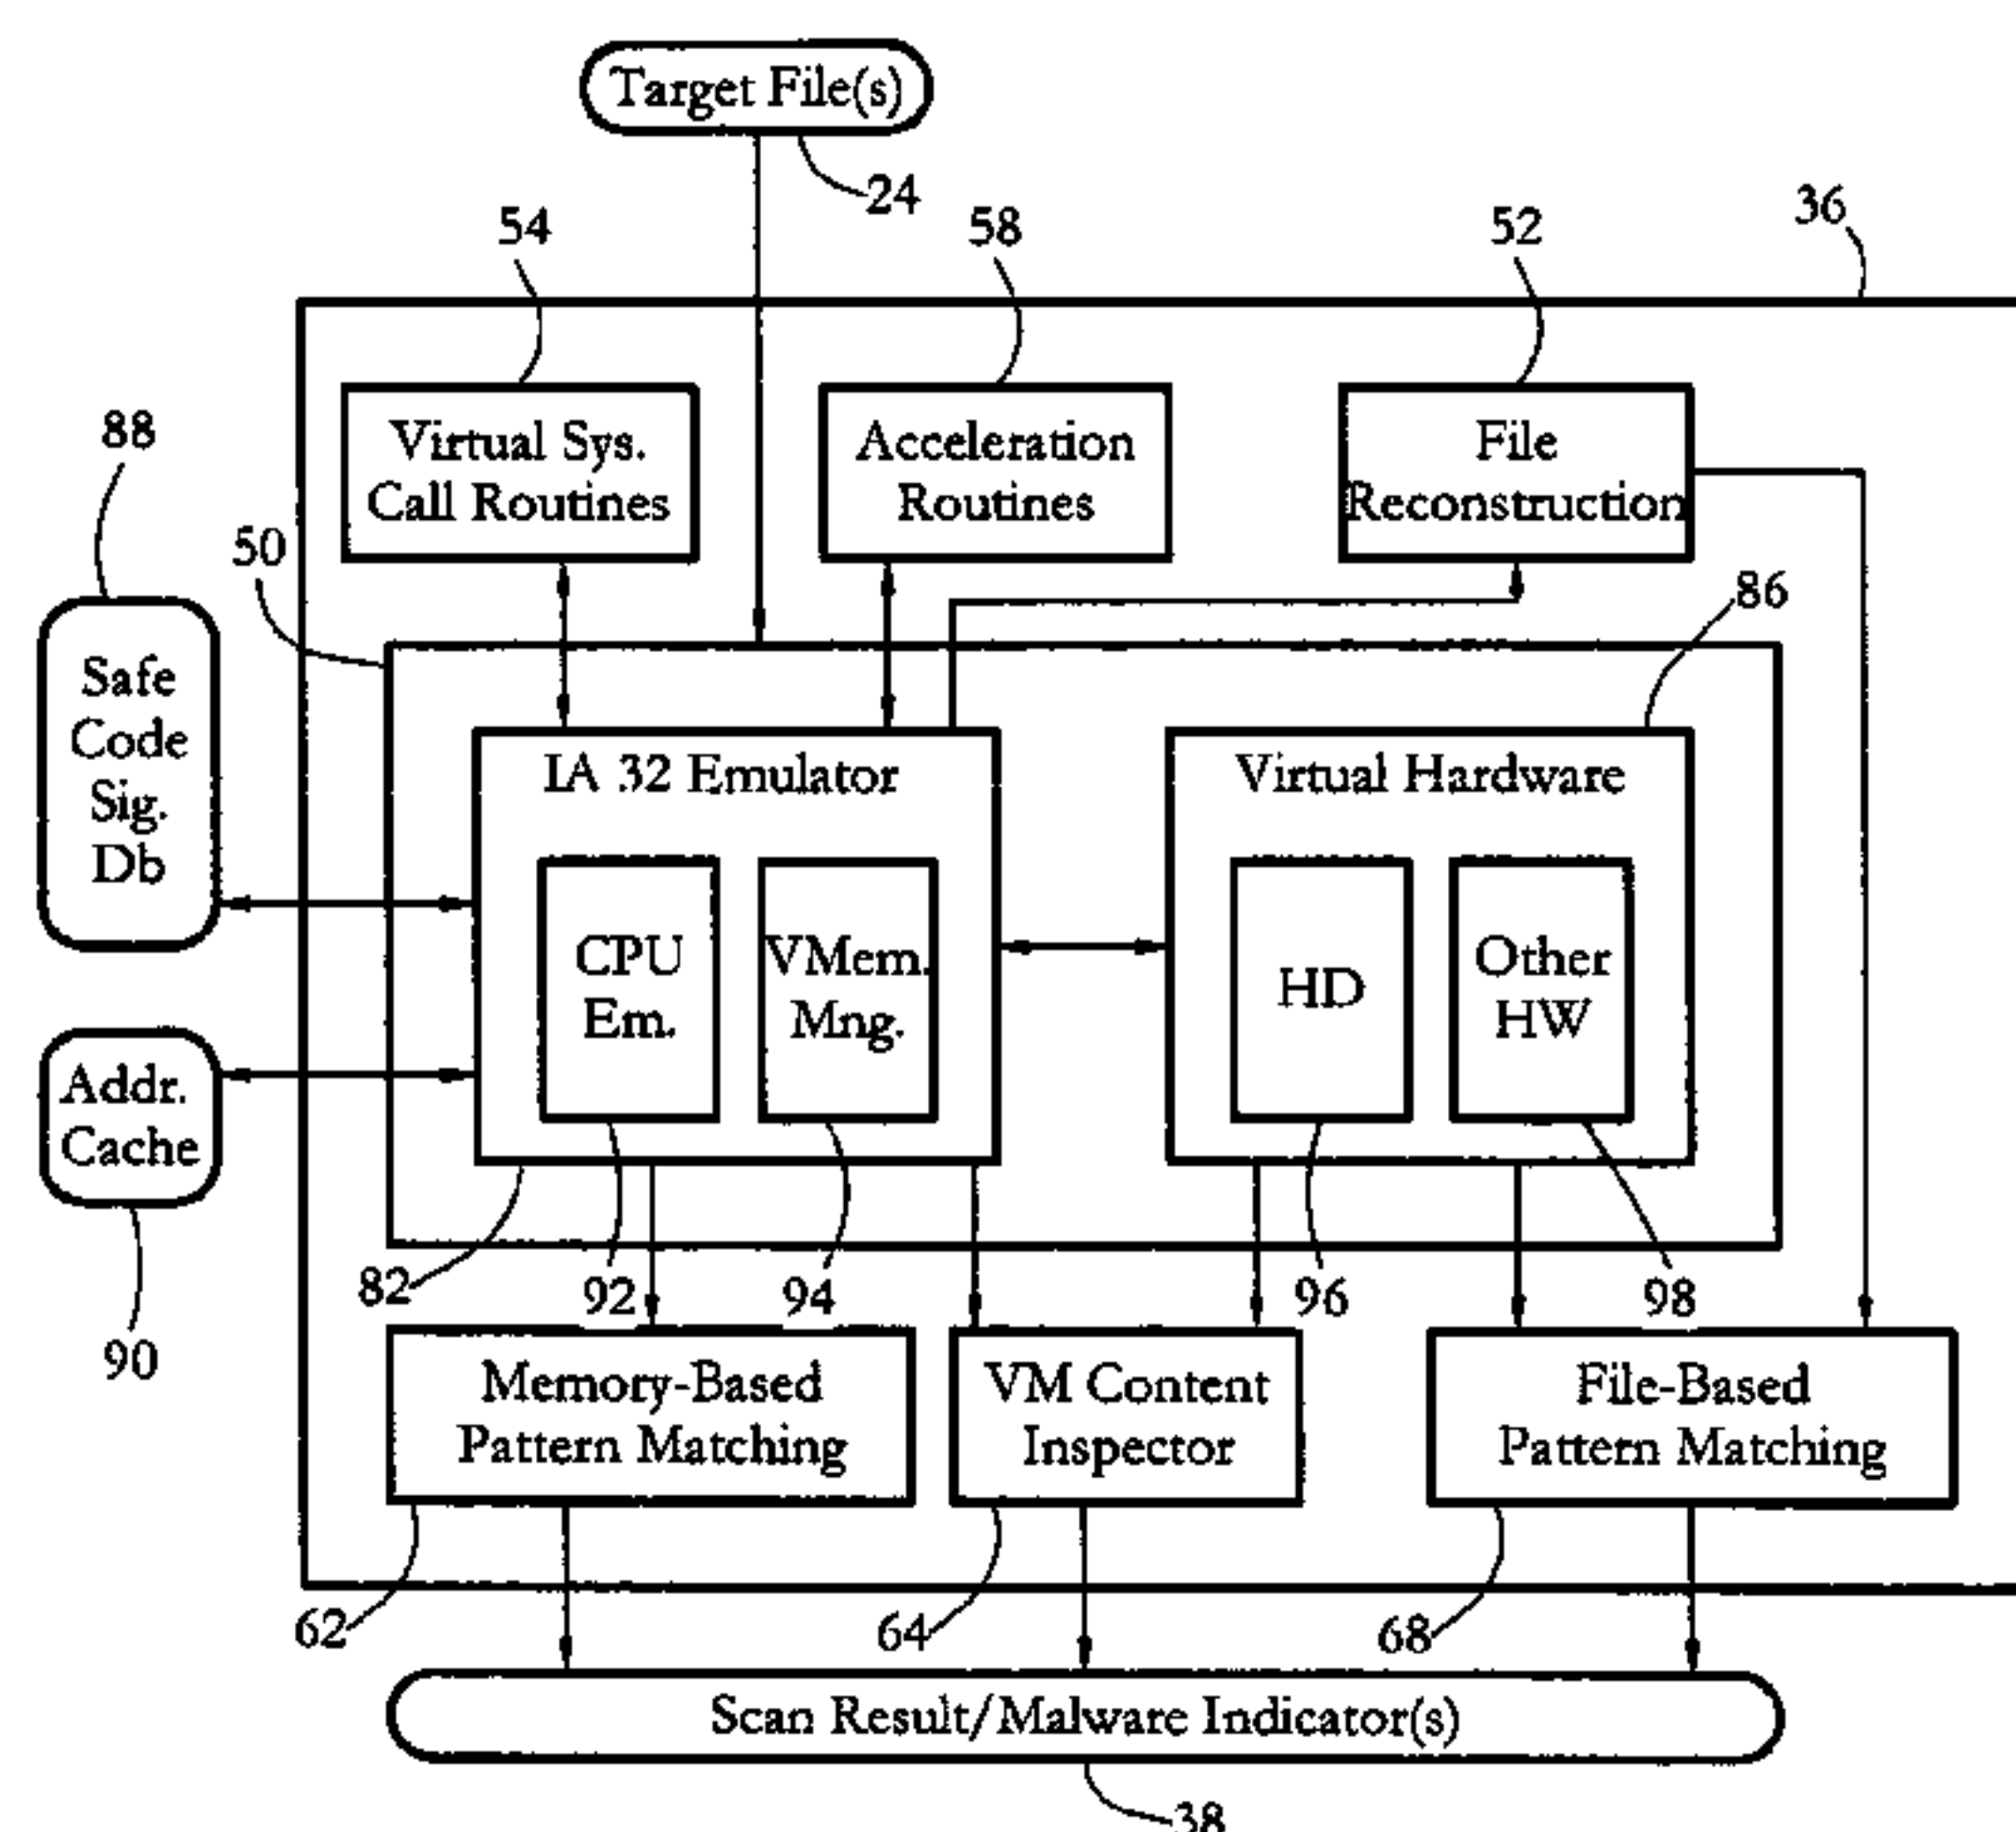 Target File(s)
24
54
58
52
36
Virtual Sys.
Call Routines
Acceleration
Routines
File
Reconstruction
88
50
86
Safe
Code
Sig.
Db
IA 32 Emulator
Virtual Hardware
CPU
Em.
VMem.
Mng.
HD
Other
HW
Addr.
Cache
82
92
94
96
98
90
Memory-Based
Pattern Matching
VM Content
Inspector
File-Based
Pattern Matching
62
64
68
Scan Result/Malware Indicator(s)
38